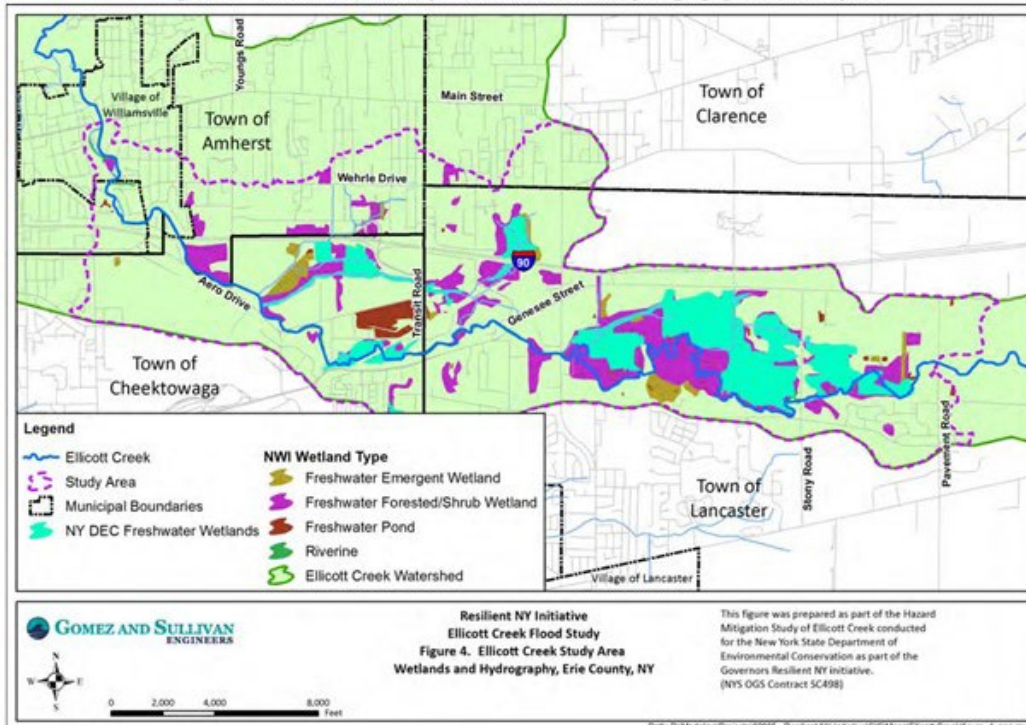 Youngs Road
Village of
Williamsville
Town of
Amherst
Main Street
Town of
Clarence
Wehrle Drive
90
Aero Drive
Transit Road
Genesee Street
Town of
Cheektowaga
Pavement Road
Stony Road
Town of
Lancaster
Village of Lancaster
Legend
Ellicott Creek
Study Area
Municipal Boundaries
NY DEC Freshwater Wetlands
NWI Wetland Type
Freshwater Emergent Wetland
Freshwater Forested/Shrub Wetland
Freshwater Pond
Riverine
Ellicott Creek Watershed
GOMEZ AND SULLIVAN
ENGINEERS
N
W E
S
0 2,000 4,000 8,000
Feet
Resilient NY Initiative
Ellicott Creek Flood Study
Figure 4. Ellicott Creek Study Area
Wetlands and Hydrography, Erie County, NY
This figure was prepared as part of the Hazard
Mitigation Study of Ellicott Creek conducted
for the New York State Department of
Environmental Conservation as part of the
Governors Resilient NY initiative.
(NYS OGS Contract SC498)